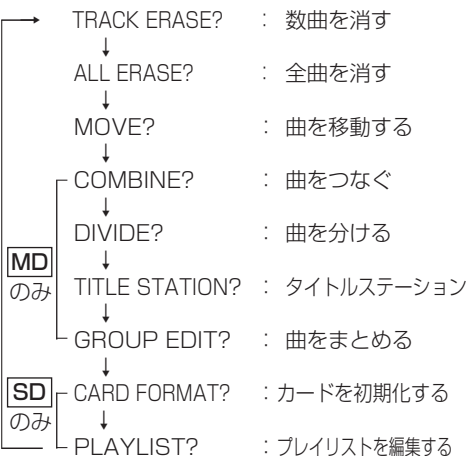 TRACK ERASE? : 数曲を消す
ALL ERASE? : 全曲を消す
MOVE? : 曲を移動する
COMBINE? : 曲をつなぐ
DIVIDE? : 曲を分ける
MD
のみ
TITLE STATION? : タイトルステーション
GROUP EDIT? : 曲をまとめる
SD
のみ
CARD FORMAT? : カードを初期化する
PLAYLIST? : プレイリストを編集する